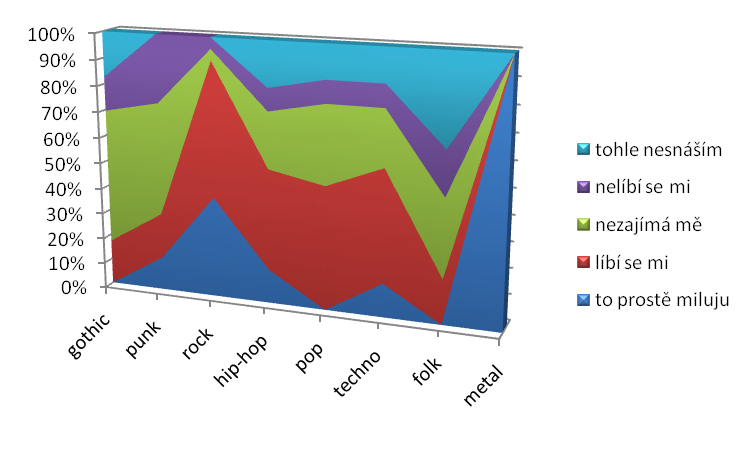 100%
90%
80%
70%
60%
50%
40%
30%
20%
10%
0%
gothic
punk
rock
hip-hop
pop
techno
folk
metal
tohle nesnáším
nelíbí se mi
nezajímá mě
líbí se mi
to prostě miluju